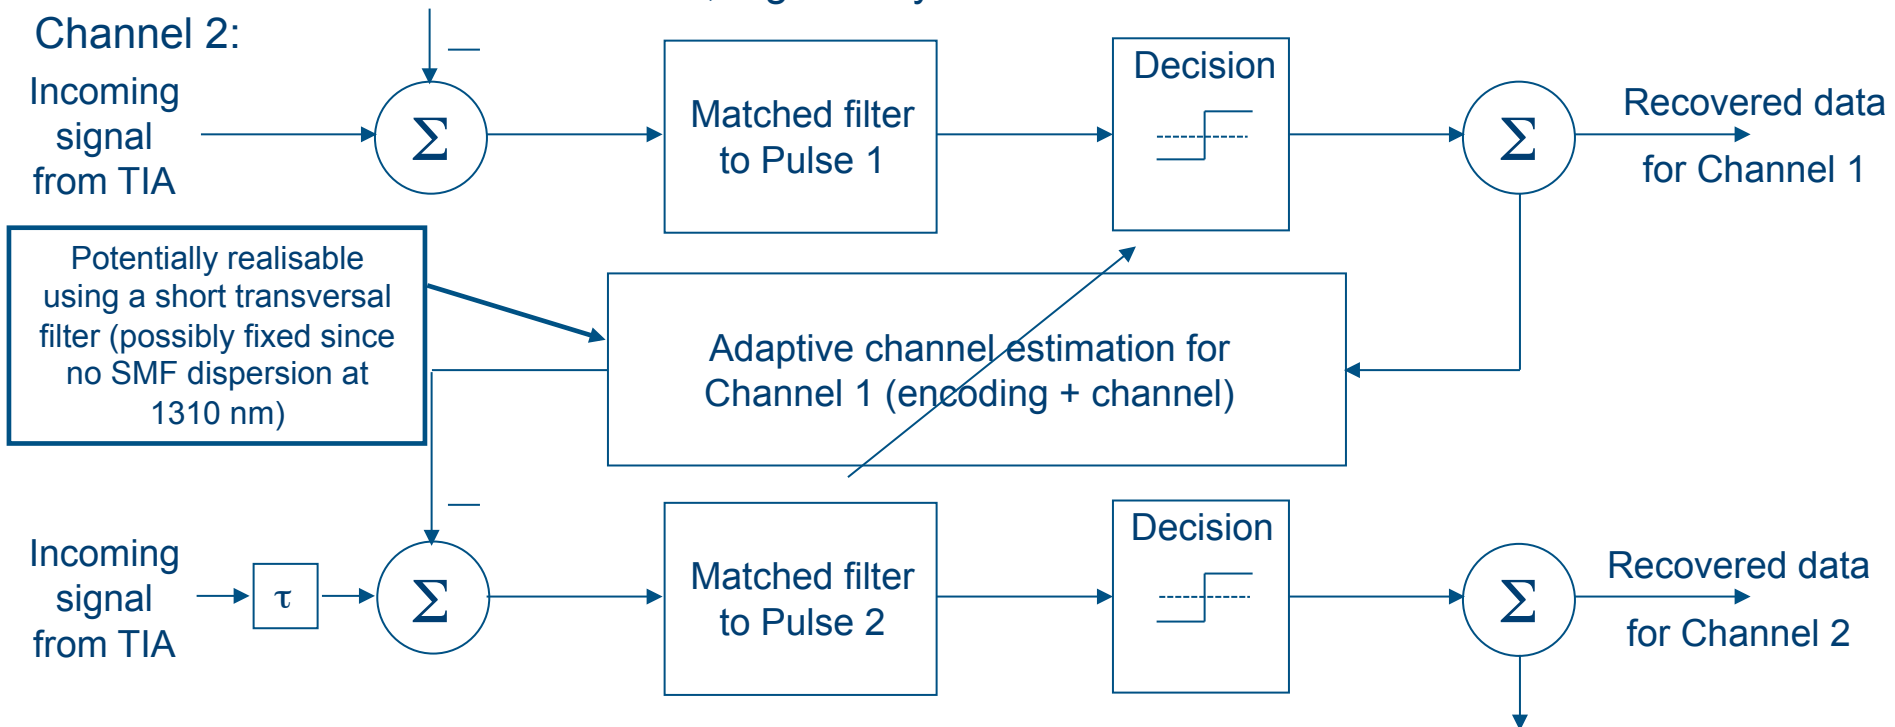 Channel 2:
Incoming
signal
from TIA
—
Σ
Matched filter
to Pulse 1
Decision
Σ
Recovered data
for Channel 1
Potentially realisable
using a short transversal
filter (possibly fixed since
no SMF dispersion at
1310 nm)
Adaptive channel estimation for
Channel 1 (encoding + channel)
Incoming
signal
from TIA
τ
—
Σ
Matched filter
to Pulse 2
Decision
Σ
Recovered data
for Channel 2